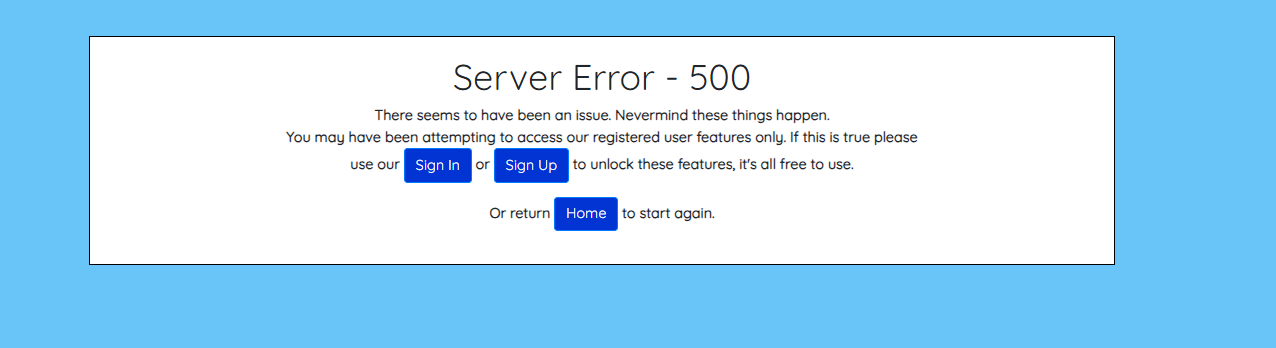 Server Error - 500
There seems to have been an issue. Nevermind these things happen.
You may have been attempting to access our registered user features only. If this is true please
use our Sign In or Sign Up to unlock these features, it's all free to use.
Or return Home to start again.